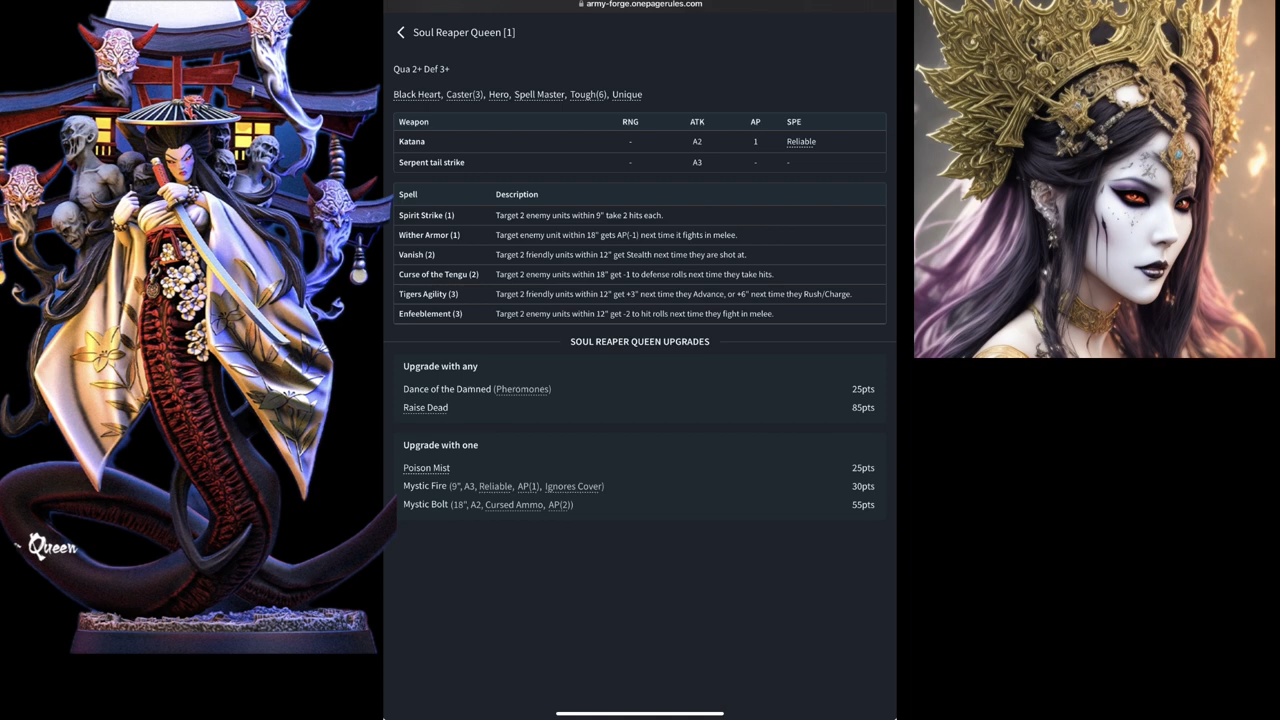 army-forge.onepagerules.com
Soul Reaper Queen [1]
Qua 2+ Def 3+
Black Heart, Caster(3), Hero, Spell Master, Tough(6), Unique
Weapon RNG ATK AP SPE
Katana - A2 1 Reliable
Serpent tail strike - A3 - -
Spell Description
Spirit Strike (1) Target 2 enemy units within 9" take 2 hits each.
Wither Armor (1) Target enemy unit within 18" gets AP(-1) next time it fights in melee.
Vanish (2) Target 2 friendly units within 12" get Stealth next time they are shot at.
Curse of the Tengu (2) Target 2 enemy units within 18" get -1 to defense rolls next time they take hits.
Tigers Agility (3) Target 2 friendly units within 12" get +3" next time they Advance, or +6" next time they Rush/Charge.
Enfeeblement (3) Target 2 enemy units within 12" get -2 to hit rolls next time they fight in melee.
SOUL REAPER QUEEN UPGRADES
Upgrade with any
Dance of the Damned (Pheromones) 25pts
Raise Dead 85pts
Upgrade with one
Poison Mist 25pts
Mystic Fire (9", A3, Reliable, AP(1), Ignores Cover) 30pts
Mystic Bolt (18", A2, Cursed Ammo, AP(2)) 55pts
- Queen